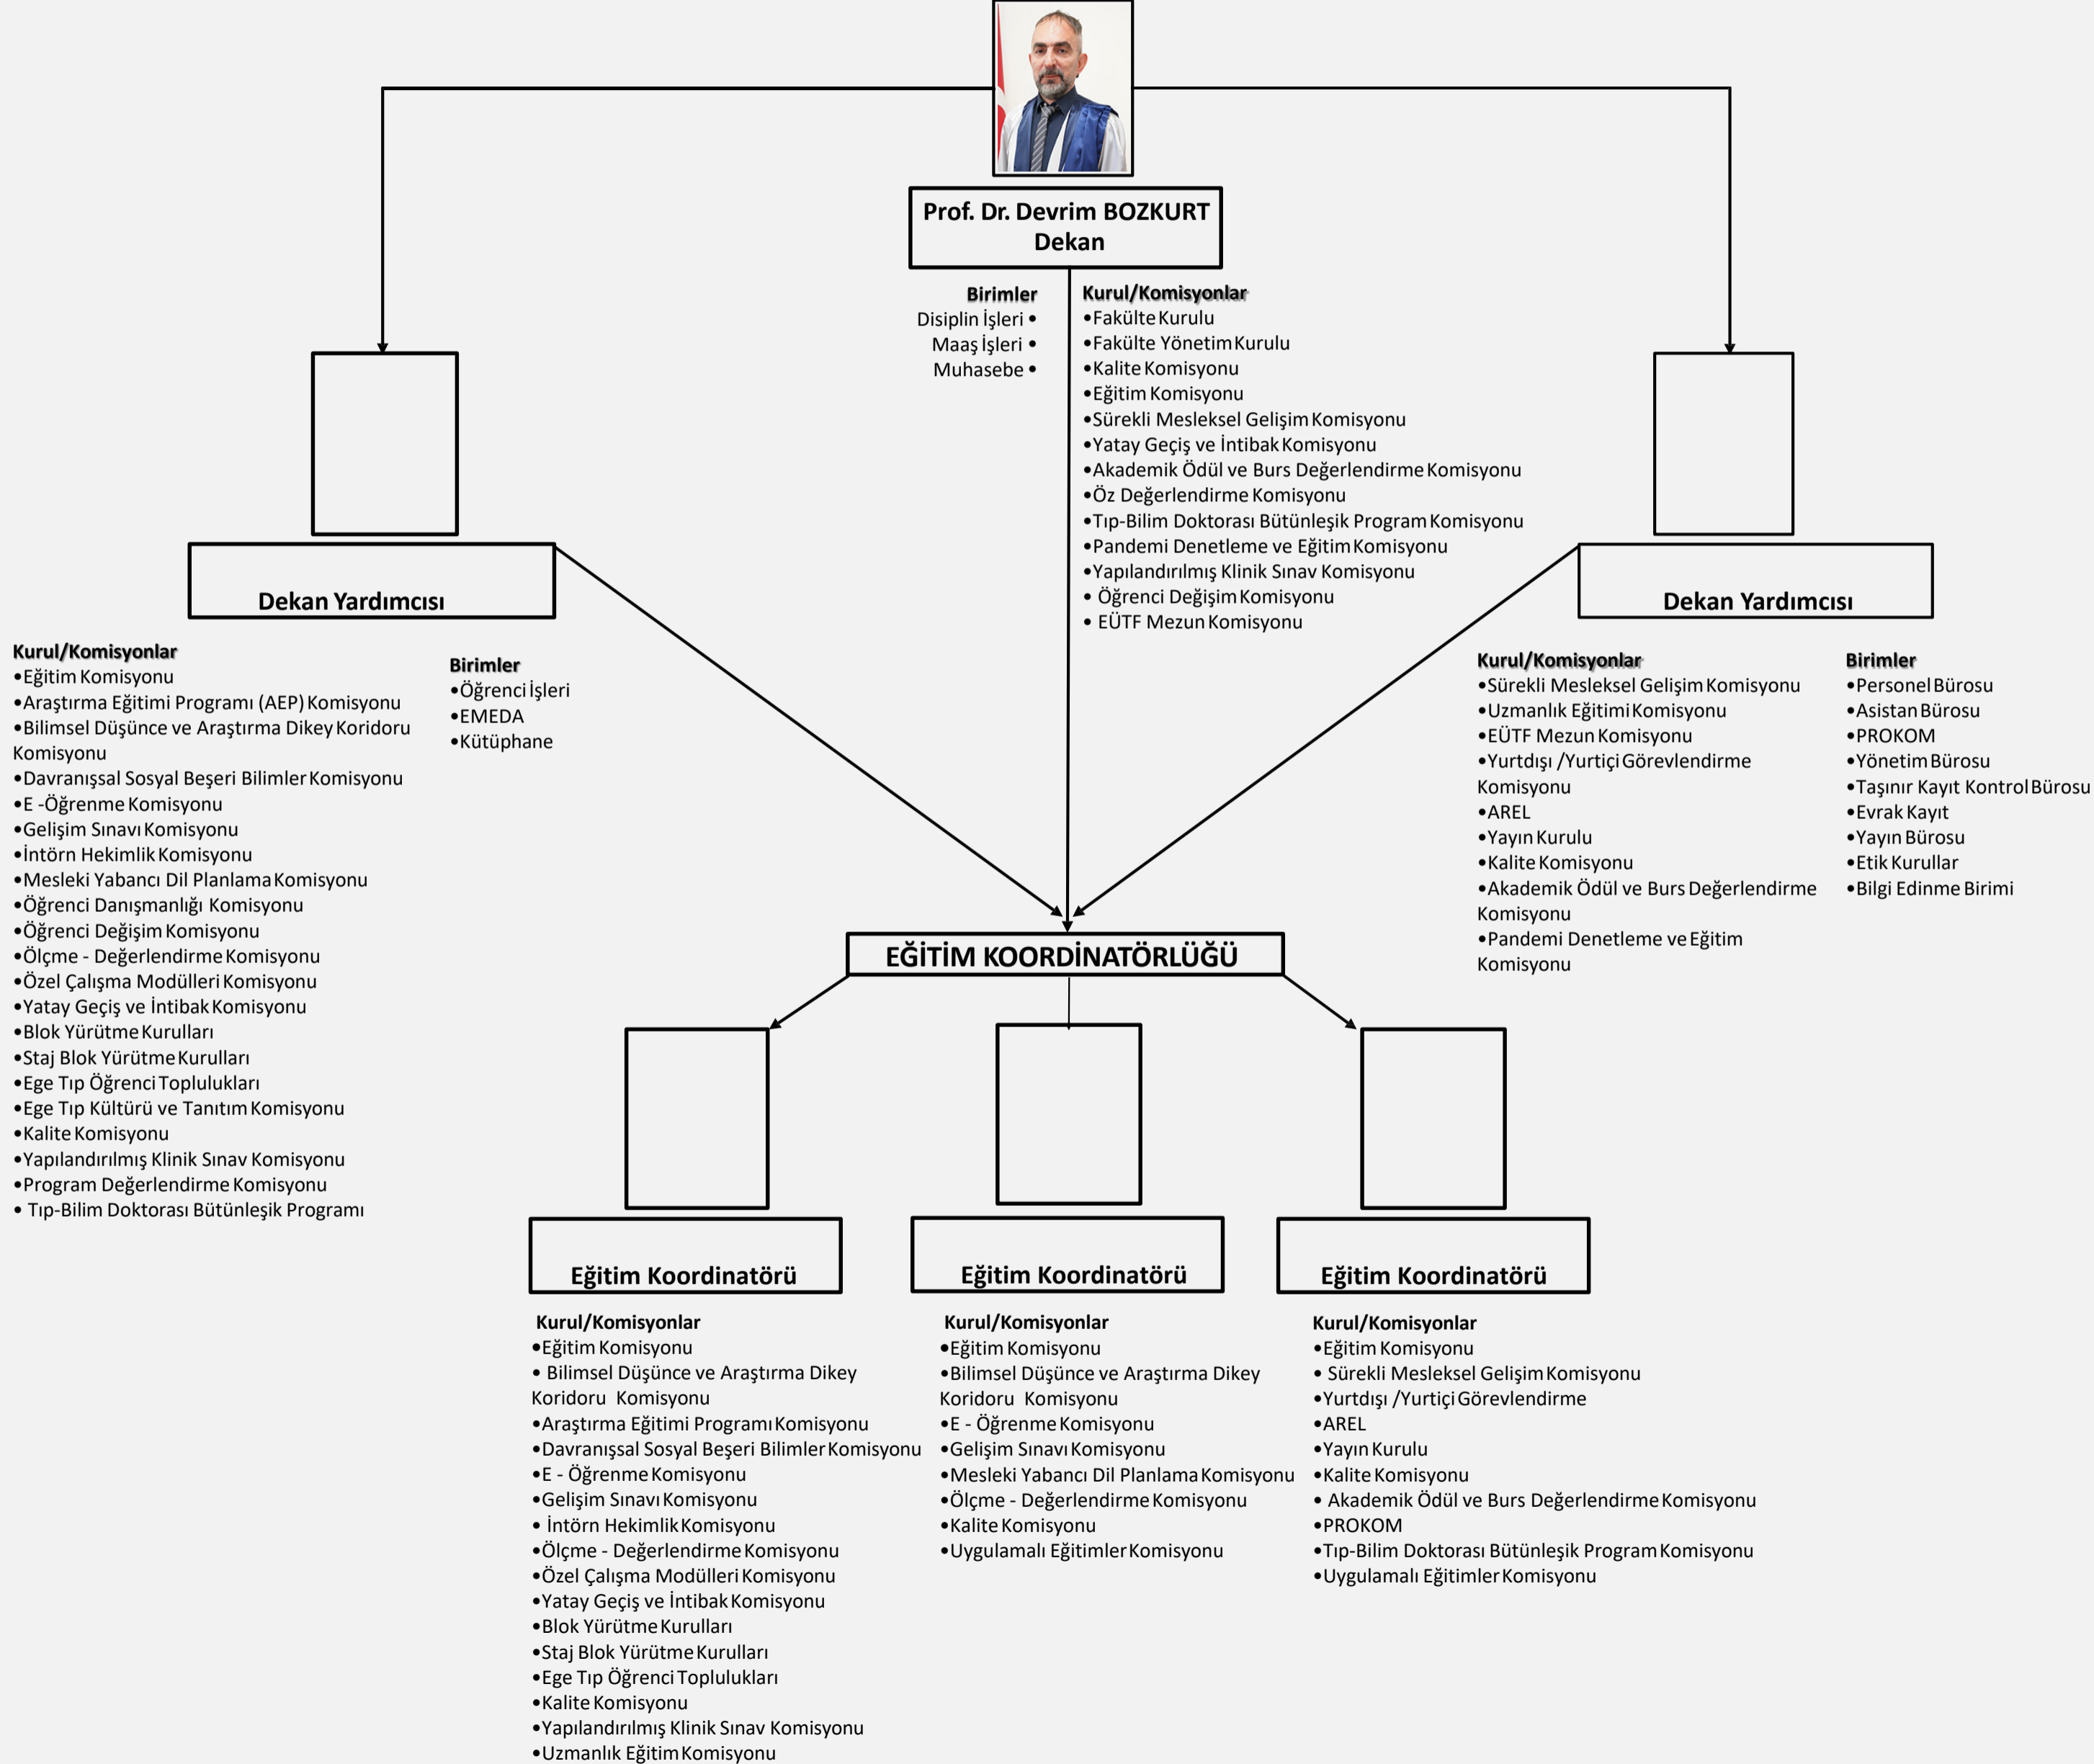 Prof. Dr. Devrim BOZKURT
Dekan
Birimler
Disiplin İşleri •
Maaş İşleri •
Muhasebe •
Kurul/Komisyonlar
•Fakülte Kurulu
•Fakülte Yönetim Kurulu
•Kalite Komisyonu
•Eğitim Komisyonu
•Sürekli Mesleksel Gelişim Komisyonu
•Yatay Geçiş ve İntibak Komisyonu
•Akademik Ödül ve Burs Değerlendirme Komisyonu
•Öz Değerlendirme Komisyonu
•Tıp-Bilim Doktorası Bütünleşik Program Komisyonu
•Pandemi Denetleme ve Eğitim Komisyonu
•Yapılandırılmış Klinik Sınav Komisyonu
• Öğrenci Değişim Komisyonu
• EÜTF Mezun Komisyonu
Dekan Yardımcısı
Kurul/Komisyonlar
•Eğitim Komisyonu
•Araştırma Eğitimi Programı (AEP) Komisyonu
•Bilimsel Düşünce ve Araştırma Dikey Koridoru
Komisyonu
•Davranışsal Sosyal Beşeri Bilimler Komisyonu
•E -Öğrenme Komisyonu
•Gelişim Sınavı Komisyonu
•İntörn Hekimlik Komisyonu
•Mesleki Yabancı Dil Planlama Komisyonu
•Öğrenci Danışmanlığı Komisyonu
•Öğrenci Değişim Komisyonu
•Ölçme - Değerlendirme Komisyonu
•Özel Çalışma Modülleri Komisyonu
•Yatay Geçiş ve İntibak Komisyonu
•Blok Yürütme Kurulları
•Staj Blok Yürütme Kurulları
•Ege Tıp Öğrenci Toplulukları
•Ege Tıp Kültürü ve Tanıtım Komisyonu
•Kalite Komisyonu
•Yapılandırılmış Klinik Sınav Komisyonu
•Program Değerlendirme Komisyonu
• Tıp-Bilim Doktorası Bütünleşik Programı
Birimler
•Öğrenci İşleri
•EMEDA
•Kütüphane
Dekan Yardımcısı
Kurul/Komisyonlar
•Sürekli Mesleksel Gelişim Komisyonu
•Uzmanlık Eğitimi Komisyonu
•EÜTF Mezun Komisyonu
•Yurtdışı /Yurtiçi Görevlendirme
Komisyonu
•AREL
•Yayın Kurulu
•Kalite Komisyonu
•Akademik Ödül ve Burs Değerlendirme
Komisyonu
•Pandemi Denetleme ve Eğitim
Komisyonu
Birimler
•Personel Bürosu
•Asistan Bürosu
•PROKOM
•Yönetim Bürosu
•Taşınır Kayıt Kontrol Bürosu
•Evrak Kayıt
•Yayın Bürosu
•Etik Kurullar
•Bilgi Edinme Birimi
EĞİTİM KOORDİNATÖRLÜĞÜ
Eğitim Koordinatörü
Kurul/Komisyonlar
•Eğitim Komisyonu
• Bilimsel Düşünce ve Araştırma Dikey
Koridoru Komisyonu
•Araştırma Eğitimi Programı Komisyonu
•Davranışsal Sosyal Beşeri Bilimler Komisyonu
•E - Öğrenme Komisyonu
•Gelişim Sınavı Komisyonu
• İntörn Hekimlik Komisyonu
•Ölçme - Değerlendirme Komisyonu
•Özel Çalışma Modülleri Komisyonu
•Yatay Geçiş ve İntibak Komisyonu
•Blok Yürütme Kurulları
•Staj Blok Yürütme Kurulları
•Ege Tıp Öğrenci Toplulukları
•Kalite Komisyonu
•Yapılandırılmış Klinik Sınav Komisyonu
•Uzmanlık Eğitim Komisyonu
Eğitim Koordinatörü
Kurul/Komisyonlar
•Eğitim Komisyonu
•Bilimsel Düşünce ve Araştırma Dikey
Koridoru Komisyonu
•E - Öğrenme Komisyonu
•Gelişim Sınavı Komisyonu
•Mesleki Yabancı Dil Planlama Komisyonu
•Ölçme - Değerlendirme Komisyonu
•Kalite Komisyonu
•Uygulamalı Eğitimler Komisyonu
Eğitim Koordinatörü
Kurul/Komisyonlar
•Eğitim Komisyonu
• Sürekli Mesleksel Gelişim Komisyonu
•Yurtdışı /Yurtiçi Görevlendirme
•AREL
•Yayın Kurulu
•Kalite Komisyonu
• Akademik Ödül ve Burs Değerlendirme Komisyonu
•PROKOM
•Tıp-Bilim Doktorası Bütünleşik Program Komisyonu
•Uygulamalı Eğitimler Komisyonu